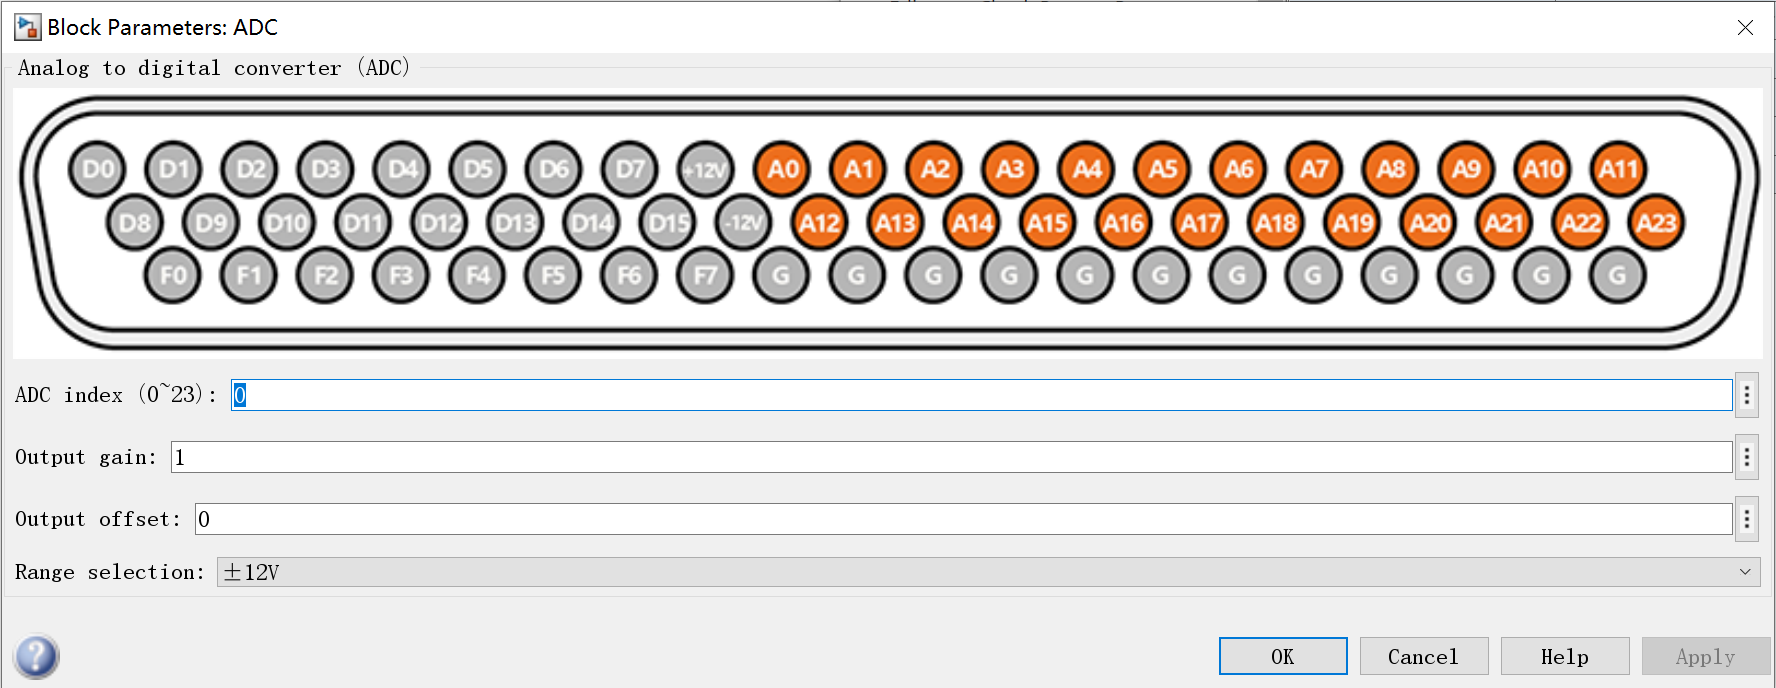 Block Parameters: ADC
Analog to digital converter (ADC)
D0 D1 D2 D3 D4 D5 D6 D7 +12V A0 A1 A2 A3 A4 A5 A6 A7 A8 A9 A10 A11
D8 D9 D10 D11 D12 D13 D14 D15 -12V A12 A13 A14 A15 A16 A17 A18 A19 A20 A21 A22 A23
F0 F1 F2 F3 F4 F5 F6 F7 G G G G G G G G G G G G
ADC index (0~23): 0
Output gain: 1
Output offset: 0
Range selection: ±12V
? OK Cancel Help Apply